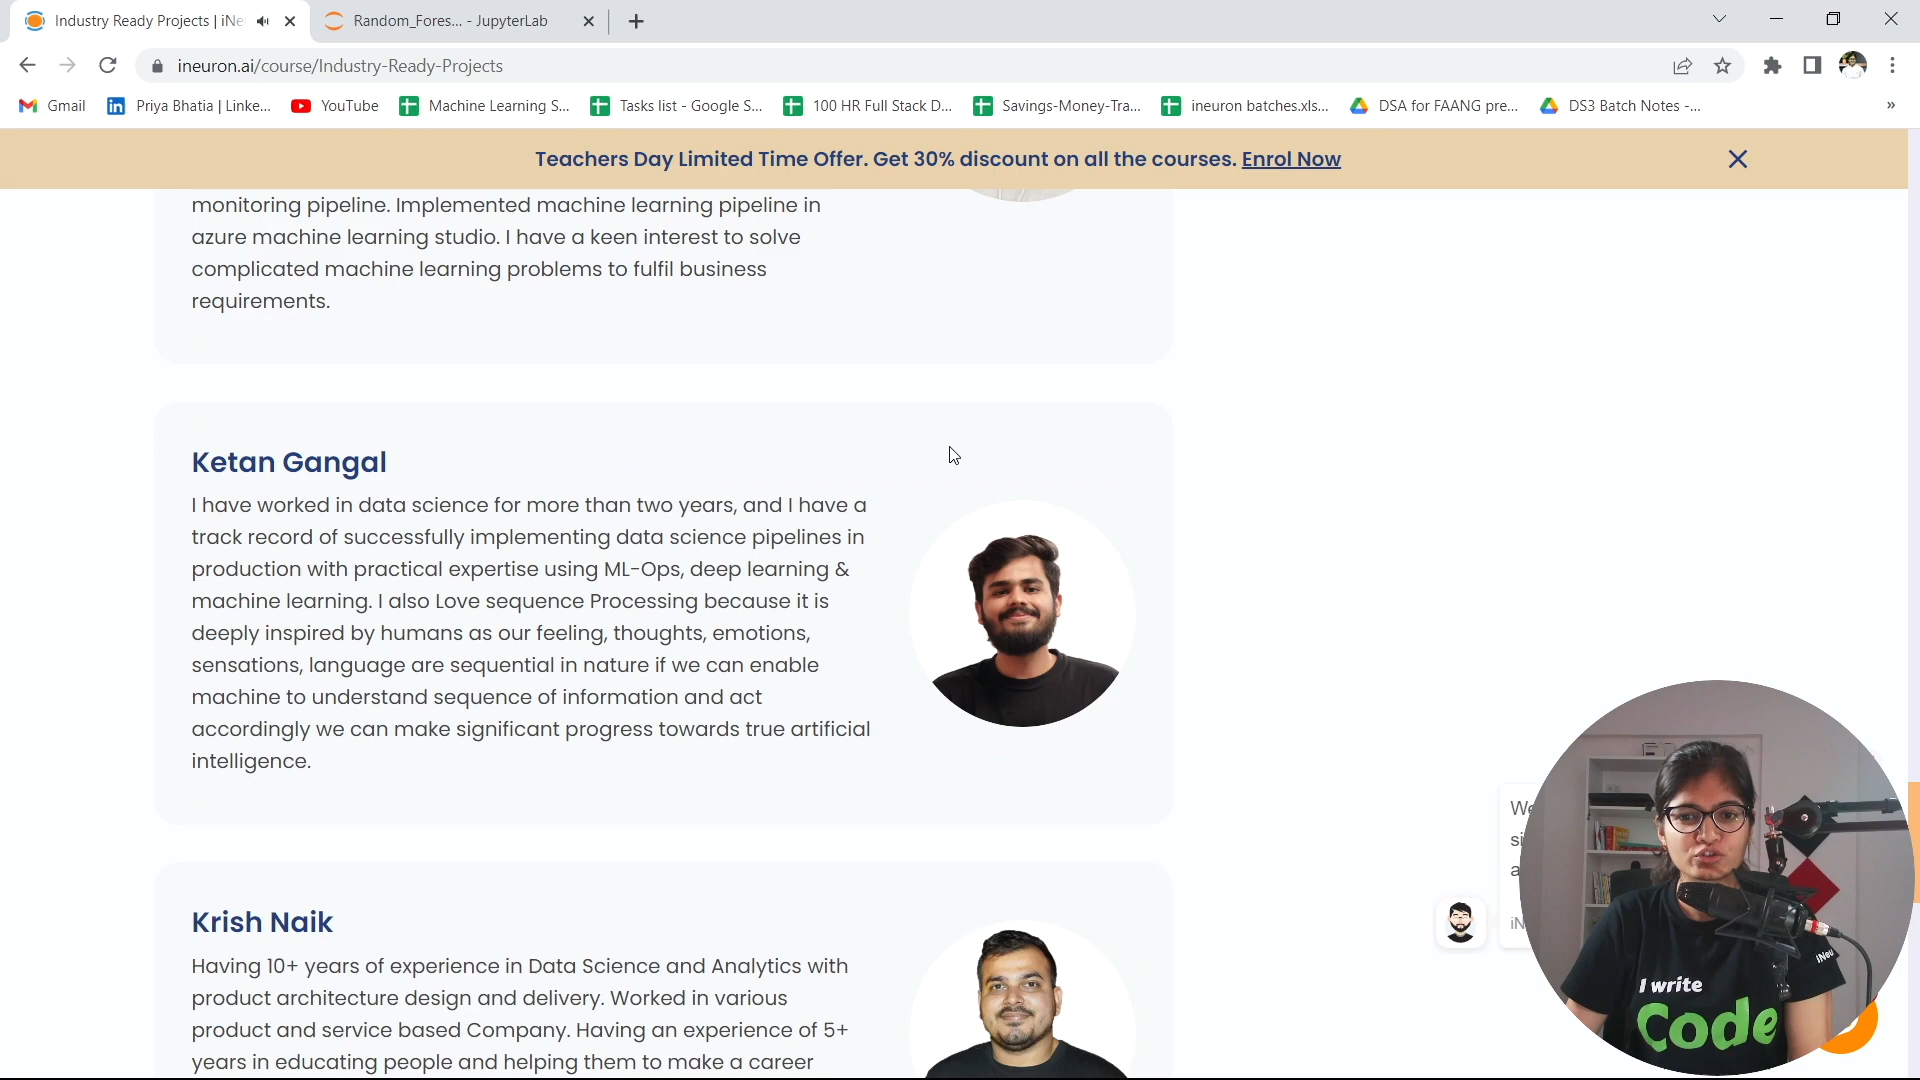 Industry Ready Projects | iNe
Random_Fores... - JupyterLab
ineuron.ai/course/Industry-Ready-Projects
Gmail
Priya Bhatia | Linke...
YouTube
Machine Learning S...
Tasks list - Google S...
100 HR Full Stack D...
Savings-Money-Tra...
ineuron batches.xls...
DSA for FAANG pre...
DS3 Batch Notes -...
Teachers Day Limited Time Offer. Get 30% discount on all the courses. Enrol Now
monitoring pipeline. Implemented machine learning pipeline in
azure machine learning studio. I have a keen interest to solve
complicated machine learning problems to fulfil business
requirements.
Ketan Gangal
I have worked in data science for more than two years, and I have a
track record of successfully implementing data science pipelines in
production with practical expertise using ML-Ops, deep learning &
machine learning. I also Love sequence Processing because it is
deeply inspired by humans as our feeling, thoughts, emotions,
sensations, language are sequential in nature if we can enable
machine to understand sequence of information and act
accordingly we can make significant progress towards true artificial
intelligence.
Krish Naik
Having 10+ years of experience in Data Science and Analytics with
product architecture design and delivery. Worked in various
product and service based Company. Having an experience of 5+
years in educating people and helping them to make a career
I write
Code